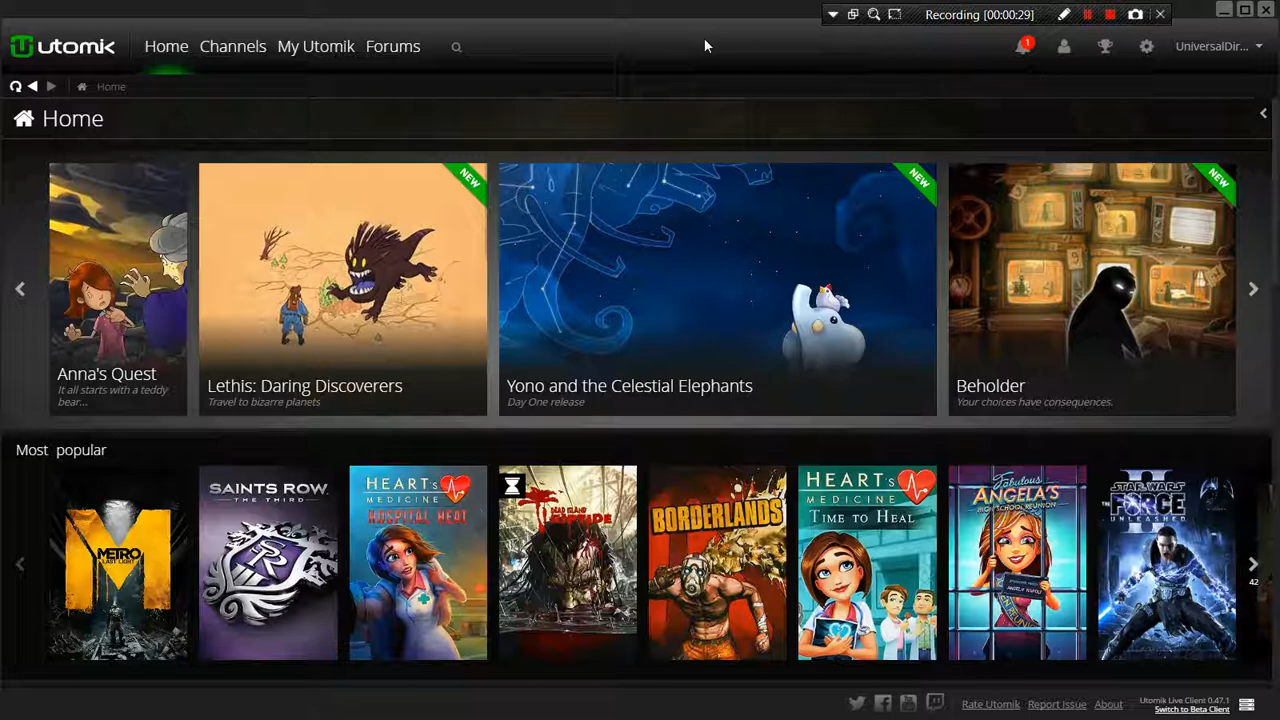 Recording [00:00:29]
utomik
Home
Channels
My Utomik
Forums
1
UniversalDir...
Home
Home
NEW
NEW
NEW
Anna's Quest
It all starts with a teddy
bear...
Lethis: Daring Discoverers
Travel to bizarre planets
Yono and the Celestial Elephants
Day One release
Beholder
Your choices have consequences.
Most popular
METRO
LAST LIGHT
SAINTS ROW
THE THIRD
HEART'S
MEDICINE
HOSPITAL HEAT
DEAD ISLAND
RIPTIDE
BORDERLANDS
HEART'S
MEDICINE
TIME TO HEAL
Fabulous
ANGELA'S
HIGH SCHOOL REUNION
STAR WARS
THE FORCE
UNLEASHED
II
42
Rate Utomik
Report Issue
About
Utomik Live Client 0.47.1
Switch to Beta Client